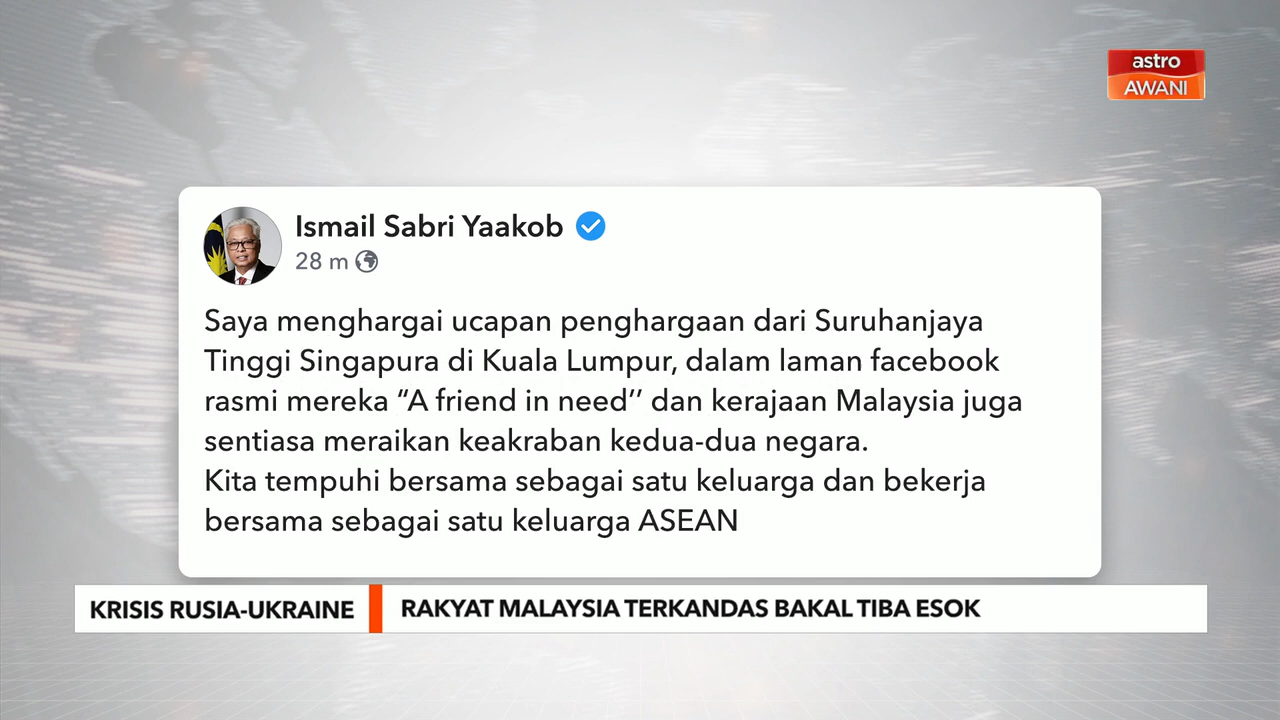 astro
AWANI
Ismail Sabri Yaakob
28 m
Saya menghargai ucapan penghargaan dari Suruhanjaya
Tinggi Singapura di Kuala Lumpur, dalam laman facebook
rasmi mereka “A friend in need’’ dan kerajaan Malaysia juga
sentiasa meraikan keakraban kedua-dua negara.
Kita tempuhi bersama sebagai satu keluarga dan bekerja
bersama sebagai satu keluarga ASEAN
KRISIS RUSIA-UKRAINE
RAKYAT MALAYSIA TERKANDAS BAKAL TIBA ESOK